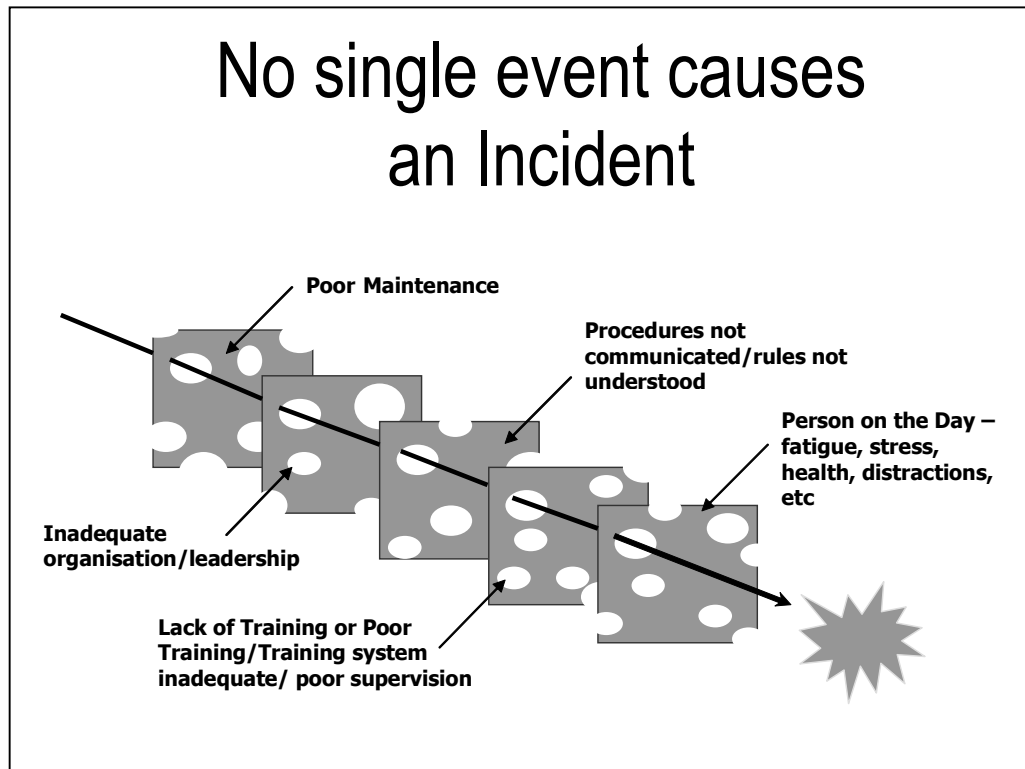 No single event causes
an Incident
Poor Maintenance
Procedures not
communicated/rules not
understood
Person on the Day –
fatigue, stress,
health, distractions,
etc
Inadequate
organisation/leadership
Lack of Training or Poor
Training/Training system
inadequate/ poor supervision